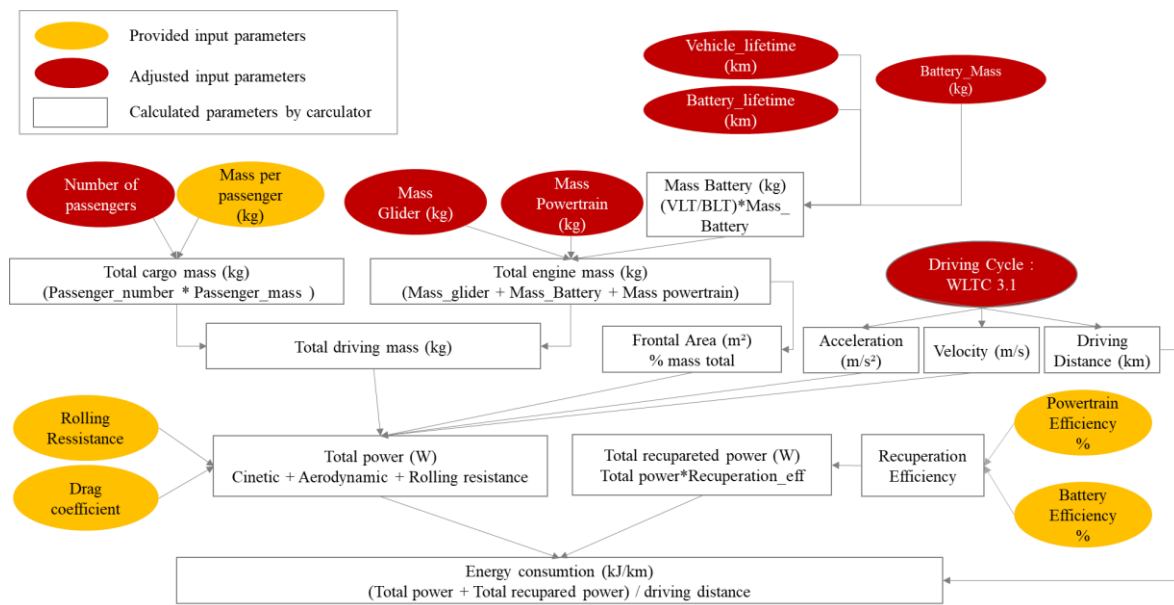 Provided input parameters
Adjusted input parameters
Calculated parameters by carculator
Vehicle_lifetime
(km)
Battery_lifetime
(km)
Battery_Mass
(kg)
Number of
passengers
Mass per
passenger
(kg)
Mass
Glider (kg)
Mass
Powertrain
(kg)
Mass Battery (kg)
(VLT/BLT)*Mass_
Battery
Total cargo mass (kg)
(Passenger_number * Passenger_mass )
Total engine mass (kg)
(Mass_glider + Mass_Battery + Mass powertrain)
Driving Cycle :
WLTC 3.1
Total driving mass (kg)
Frontal Area (m²)
% mass total
Acceleration
(m/s²)
Velocity (m/s)
Driving
Distance (km)
Rolling
Ressistance
Drag
coefficient
Total power (W)
Cinetic + Aerodynamic + Rolling resistance
Total recupareted power (W)
Total power*Recuperation_eff
Recuperation
Efficiency
Powertrain
Efficiency
%
Battery
Efficiency
%
Energy consumtion (kJ/km)
(Total power + Total recupared power) / driving distance